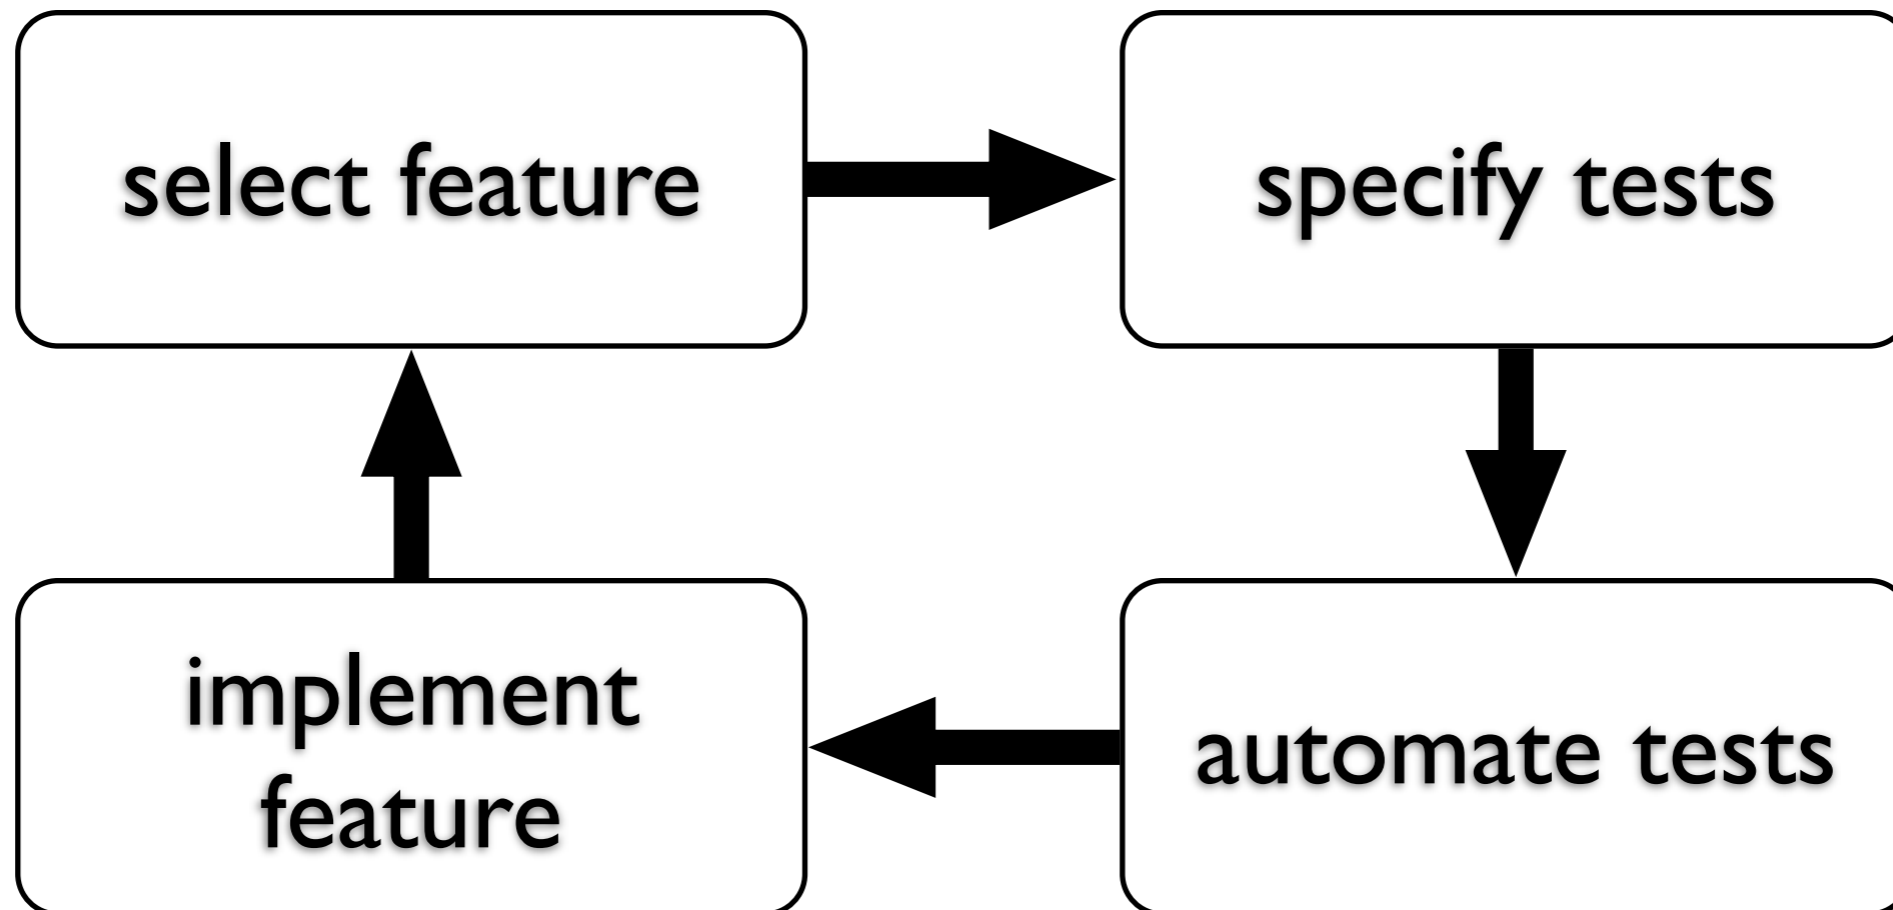 select feature
specify tests
implement
feature
automate tests